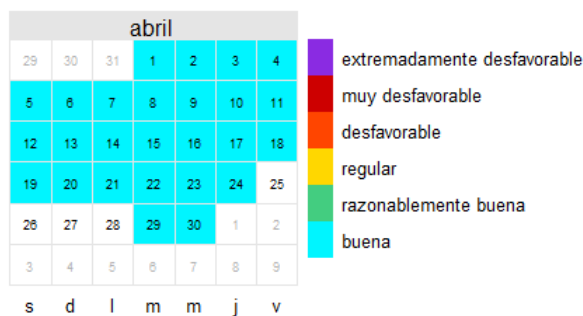 abril
29 30 31 1 2 3 4
5 6 7 8 9 10 11
12 13 14 15 16 17 18
19 20 21 22 23 24 25
26 27 28 29 30 1 2
3 4 5 6 7 8 9
s d l m m j v
extremadamente desfavorable
muy desfavorable
desfavorable
regular
razonablemente buena
buena